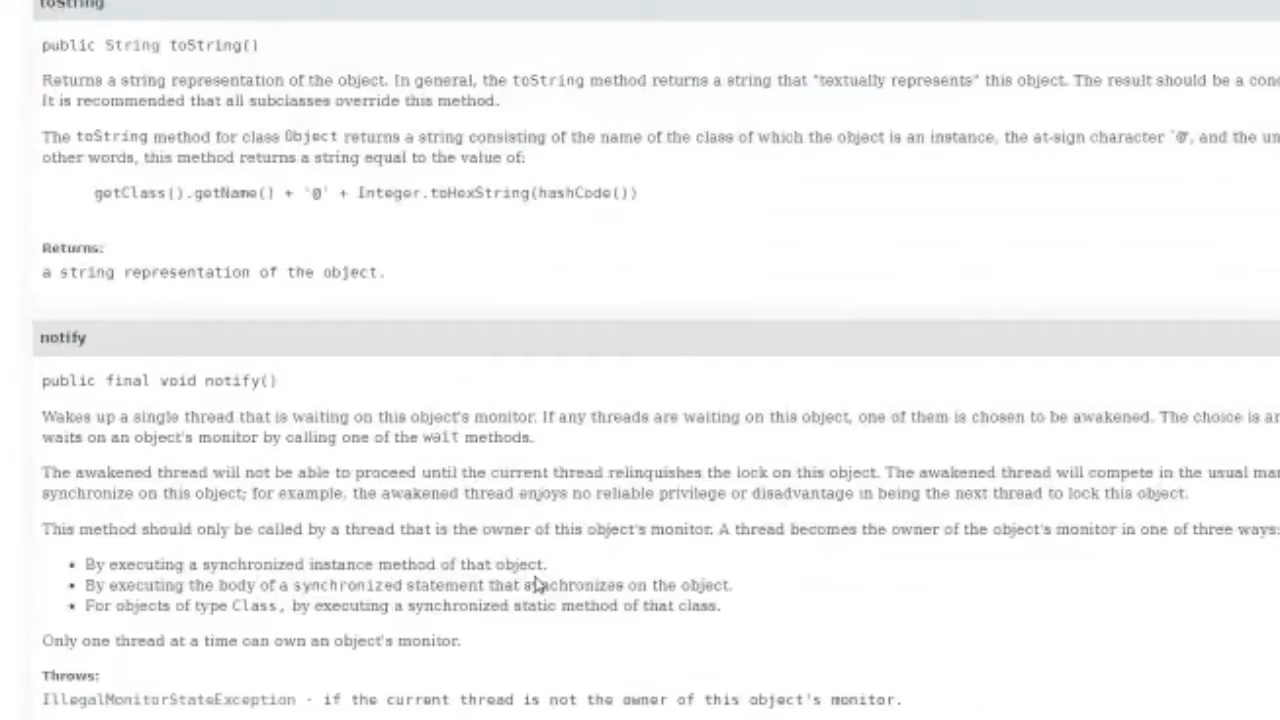 toString
public String toString()
Returns a string representation of the object. In general, the toString method returns a string that "textually represents" this object. The result should be a
It is recommended that all subclasses override this method.
The toString method for class Object returns a string consisting of the name of the class of which the object is an instance, the at-sign character `@', and the
other words, this method returns a string equal to the value of:
getClass().getName() + '@' + Integer.toHexString(hashCode())
Returns:
a string representation of the object.
notify
public final void notify()
Wakes up a single thread that is waiting on this object's monitor. If any threads are waiting on this object, one of them is chosen to be awakened. The choice is
waits on an object's monitor by calling one of the wait methods.
The awakened thread will not be able to proceed until the current thread relinquishes the lock on this object. The awakened thread will compete in the usual
synchronize on this object; for example, the awakened thread enjoys no reliable privilege or disadvantage in being the next thread to lock this object.
This method should only be called by a thread that is the owner of this object's monitor. A thread becomes the owner of the object's monitor in one of three ways:
• By executing a synchronized instance method of that object.
• By executing the body of a synchronized statement that synchronizes on the object.
• For objects of type Class, by executing a synchronized static method of that class.
Only one thread at a time can own an object's monitor.
Throws:
IllegalMonitorStateException - if the current thread is not the owner of this object's monitor.